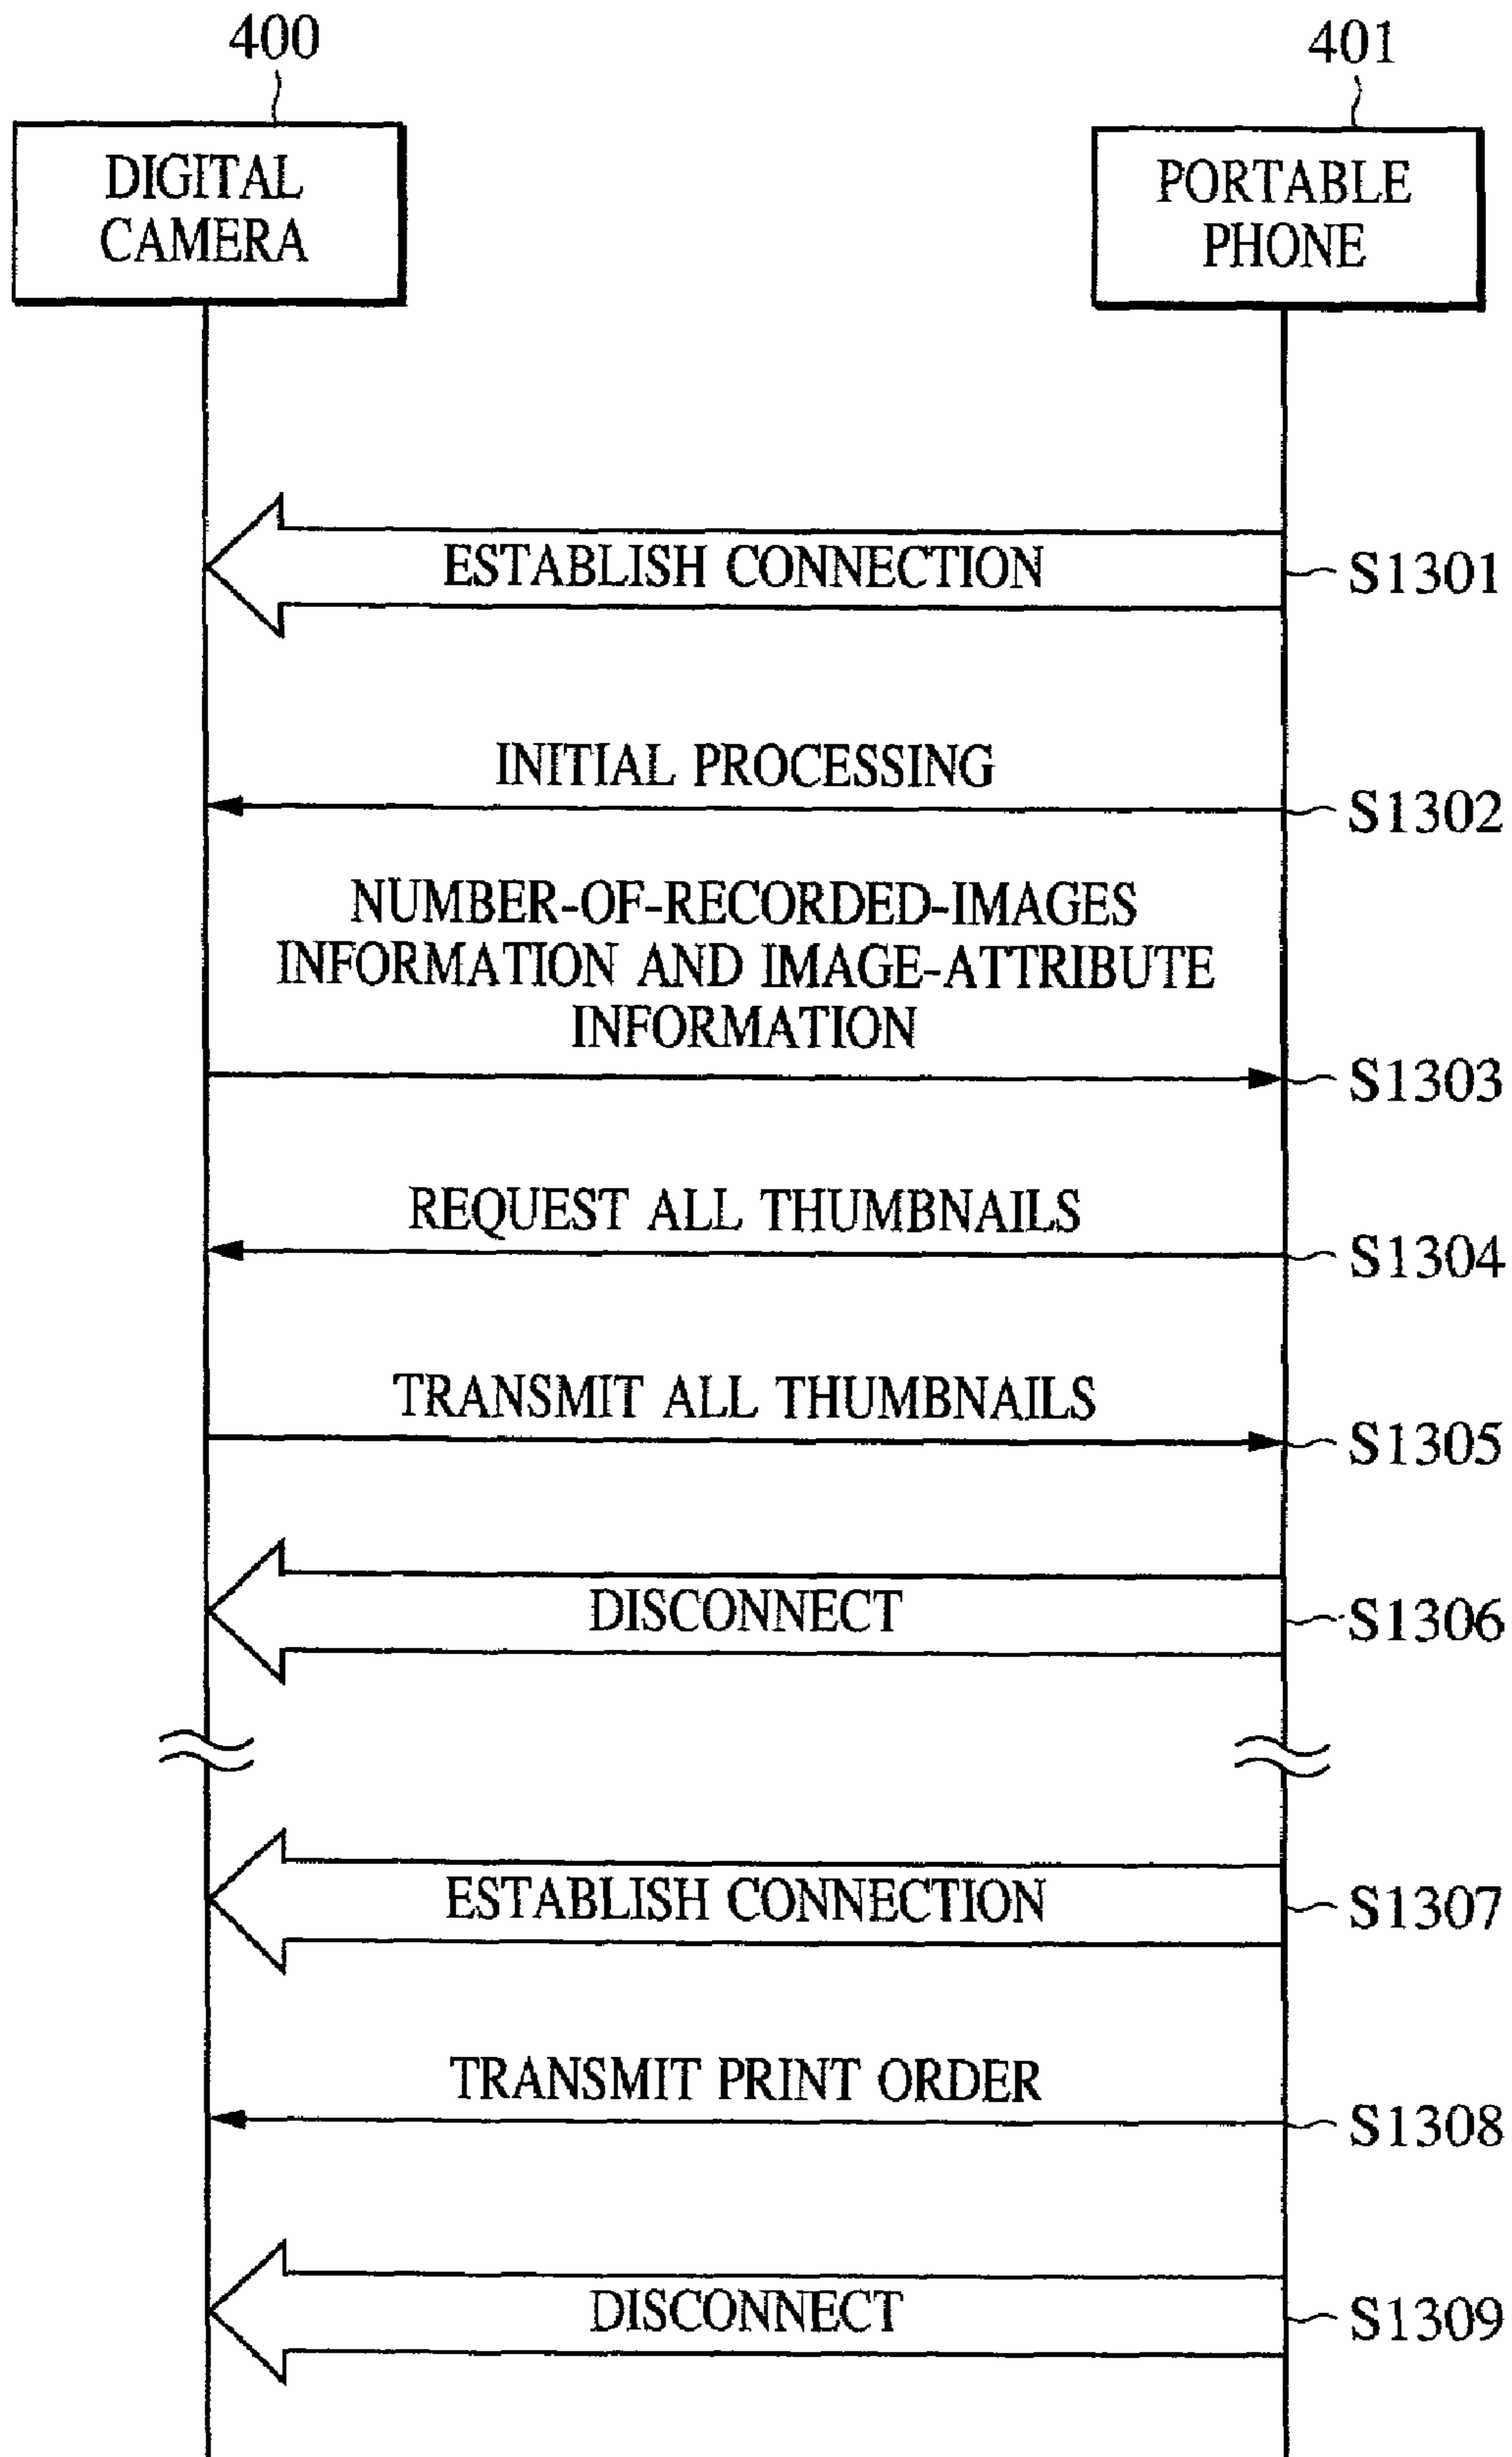 400
401
DIGITAL
CAMERA
PORTABLE
PHONE
ESTABLISH CONNECTION
S1301
INITIAL PROCESSING
S1302
NUMBER-OF-RECORDED-IMAGES
INFORMATION AND IMAGE-ATTRIBUTE
INFORMATION
S1303
REQUEST ALL THUMBNAILS
S1304
TRANSMIT ALL THUMBNAILS
S1305
DISCONNECT
S1306
ESTABLISH CONNECTION
S1307
TRANSMIT PRINT ORDER
S1308
DISCONNECT
S1309